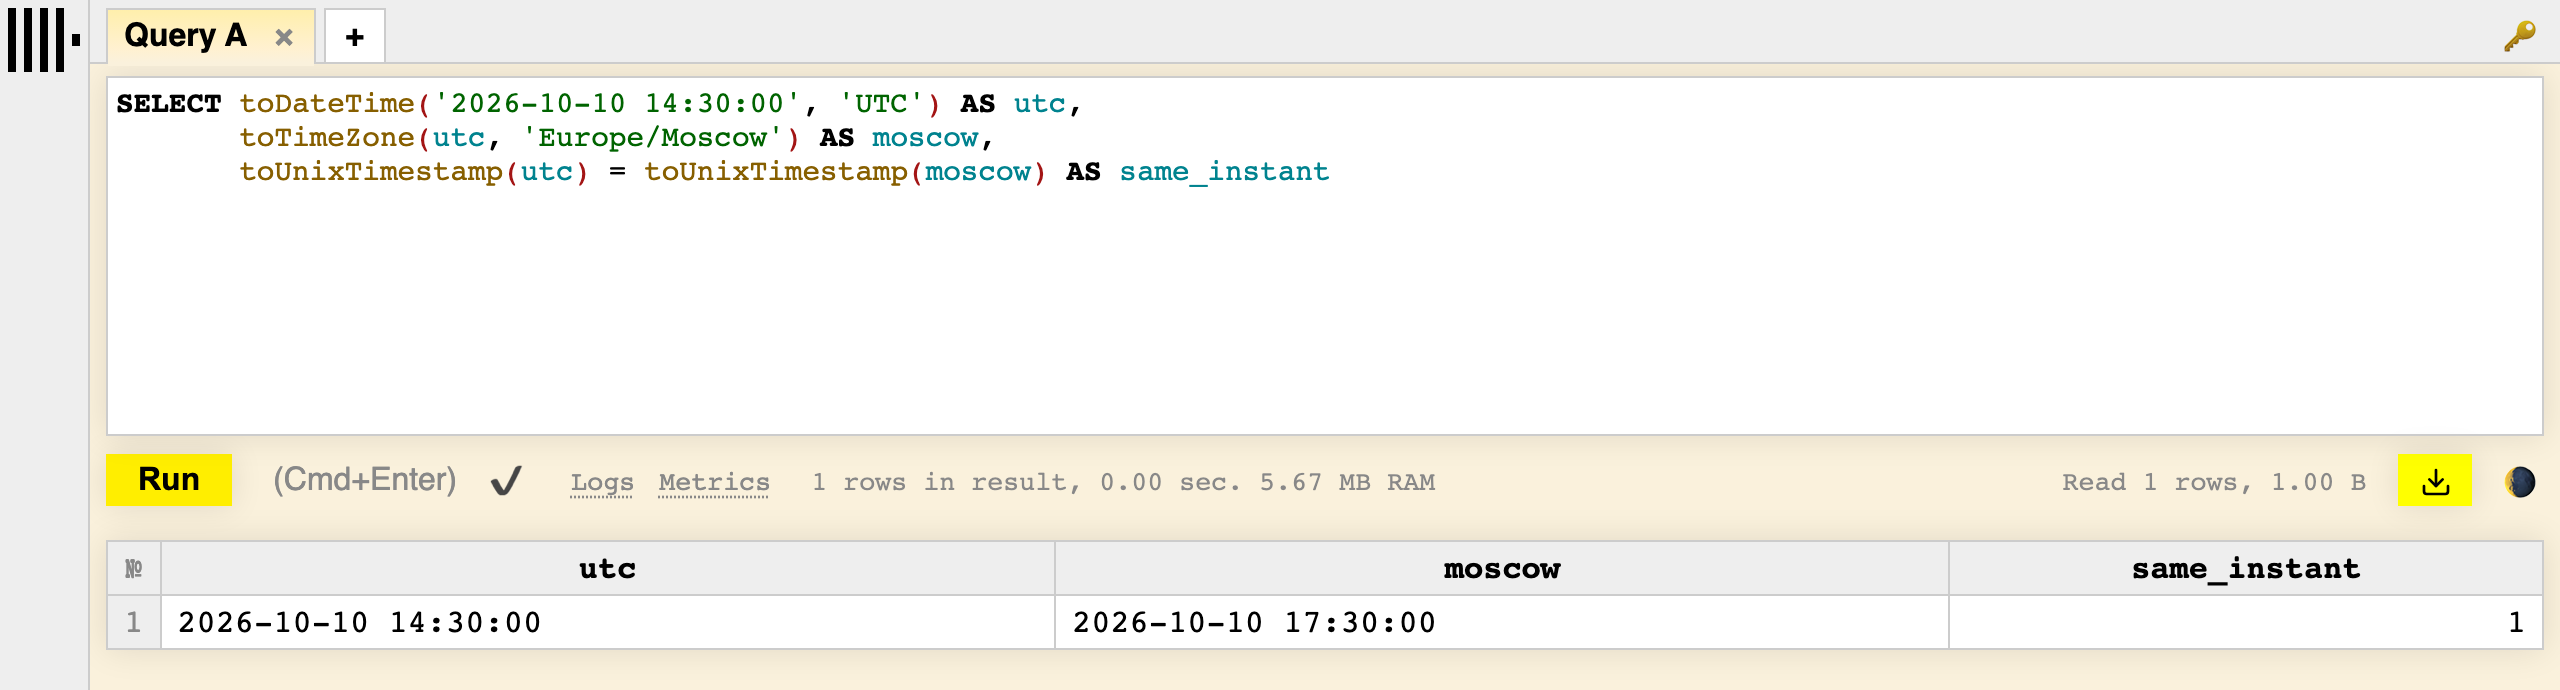 Query A × +
SELECT toDateTime('2026-10-10 14:30:00', 'UTC') AS utc,
       toTimeZone(utc, 'Europe/Moscow') AS moscow,
       toUnixTimestamp(utc) = toUnixTimestamp(moscow) AS same_instant
Run (Cmd+Enter) ✔ Logs Metrics 1 rows in result, 0.00 sec. 5.67 MB RAM Read 1 rows, 1.00 B
№ utc moscow same_instant
1 2026-10-10 14:30:00 2026-10-10 17:30:00 1